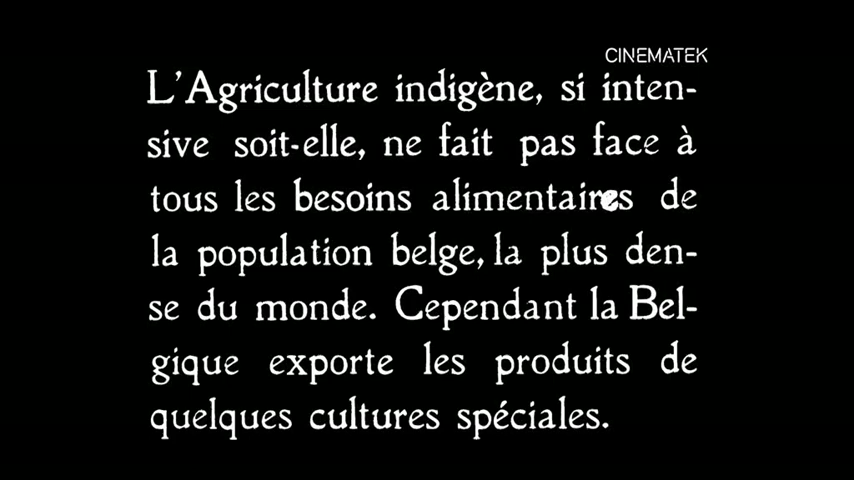 CINEMATEK
L'Agriculture indigène, si inten-
sive soit-elle, ne fait pas face à
tous les besoins alimentaires de
la population belge, la plus den-
se du monde. Cependant la Bel-
gique exporte les produits de
quelques cultures spéciales.